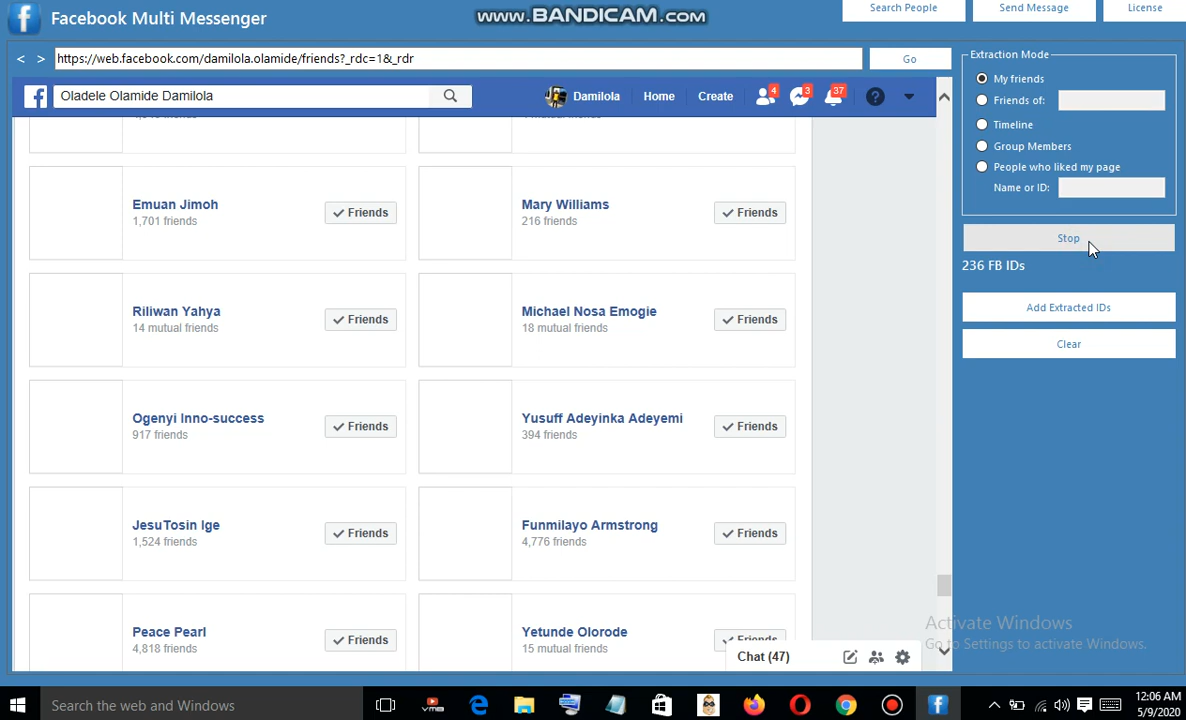 Facebook Multi Messenger
www.BANDICAM.com
Search People
Send Message
License
< >
https://web.facebook.com/damilola.olamide/friends?_rdc=1&_rdr
Go
Oladele Olamide Damilola
Damilola
Home
Create
4
3
37
?
Emuan Jimoh
1,701 friends
Friends
Mary Williams
216 friends
Friends
Riliwan Yahya
14 mutual friends
Friends
Michael Nosa Emogie
18 mutual friends
Friends
Ogenyi Inno-success
917 friends
Friends
Yusuff Adeyinka Adeyemi
394 friends
Friends
JesuTosin Ige
1,524 friends
Friends
Funmilayo Armstrong
4,776 friends
Friends
Peace Pearl
4,818 friends
Friends
Yetunde Olorode
15 mutual friends
Friends
Chat (47)
Extraction Mode
My friends
Friends of:
Timeline
Group Members
People who liked my page
Name or ID:
Stop
236 FB IDs
Add Extracted IDs
Clear
Activate Windows
Go to Settings to activate Windows.
Search the web and Windows
12:06 AM
5/9/2020